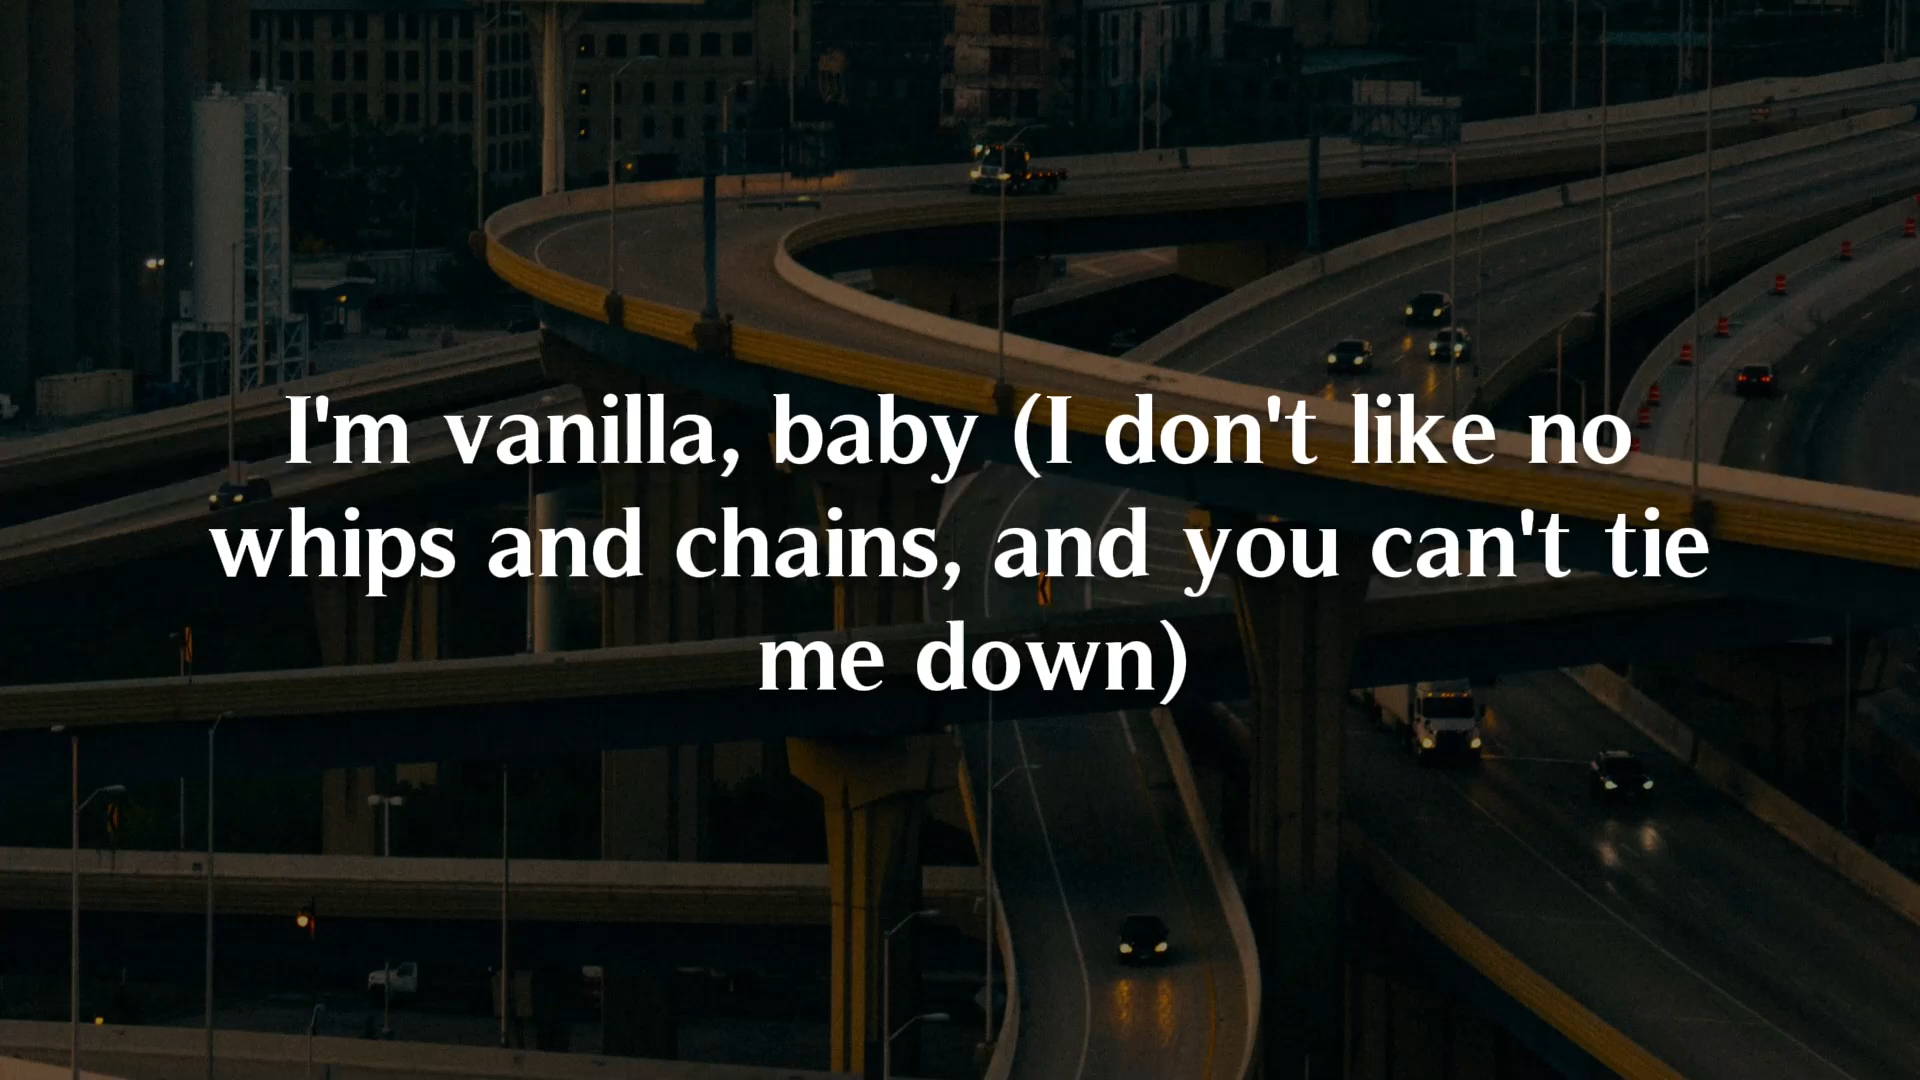 I'm vanilla, baby (I don't like no
whips and chains, and you can't tie
me down)